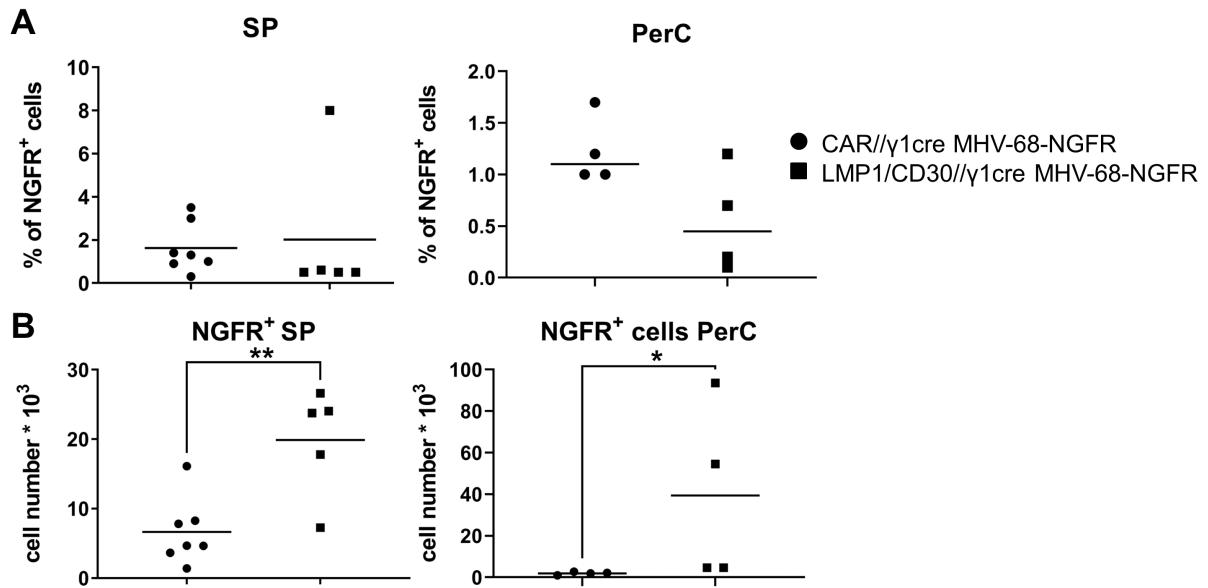 A
SP
PerC
% of NGFR⁺ cells
10
8
6
4
2
0
% of NGFR⁺ cells
2.0
1.5
1.0
0.5
0.0
CAR//γ1cre MHV-68-NGFR
LMP1/CD30//γ1cre MHV-68-NGFR
B
NGFR⁺ SP
NGFR⁺ cells PerC
**
*
cell number * 10³
30
20
10
0
cell number * 10³
100
80
60
40
20
0